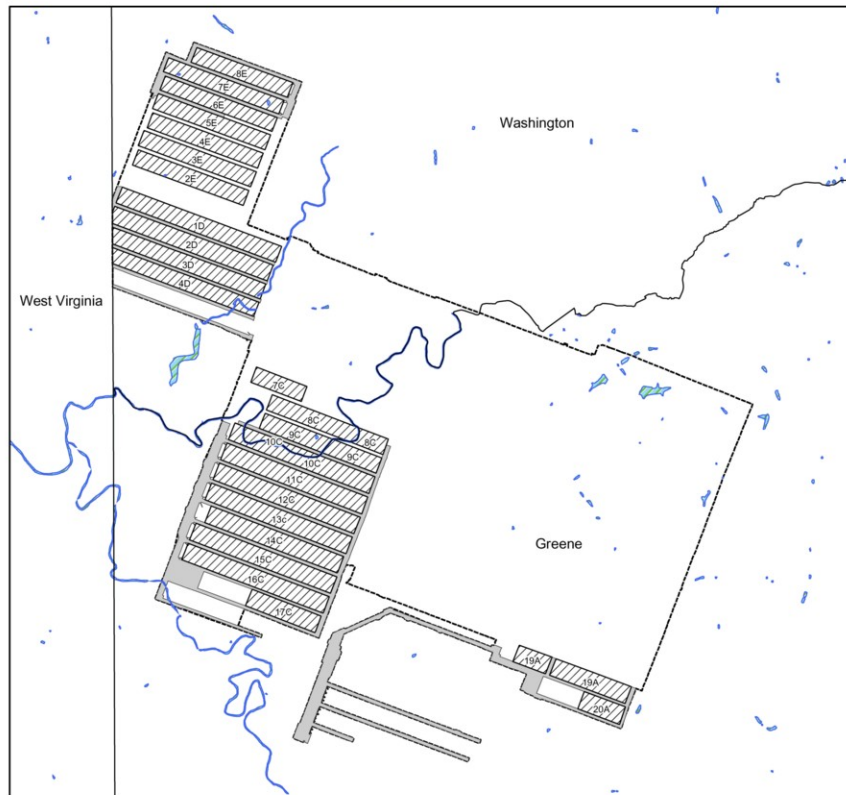 8E
7E
6E
5E
4E
3E
2E
Washington
1D
2D
3D
4D
West Virginia
7C
8C
8C
9C
9C
10C
10C
11C
12C
13c
14C
15C
16C
17C
Greene
19A
19A
20A